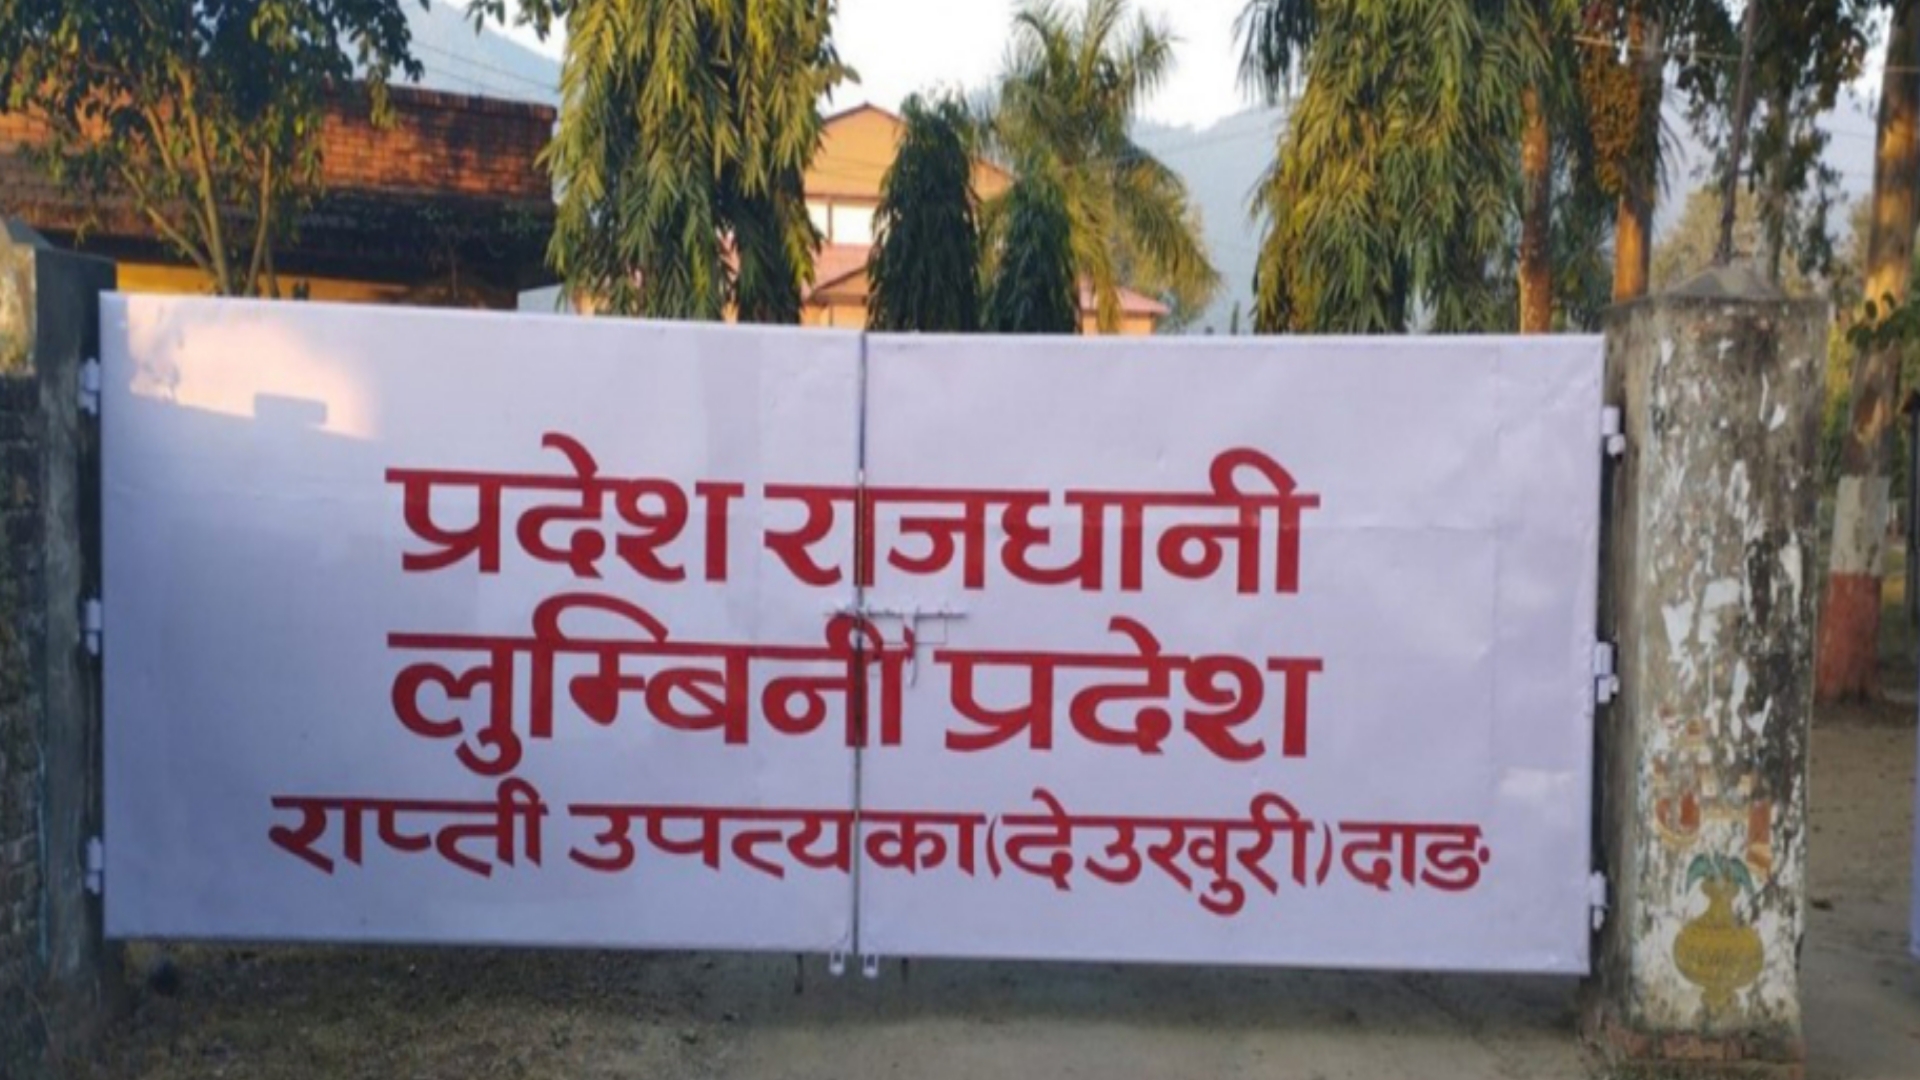 प्रदेश राजधानी
लुम्बिनी प्रदेश
राप्ती उपत्यका(देउखुरी)दाङ